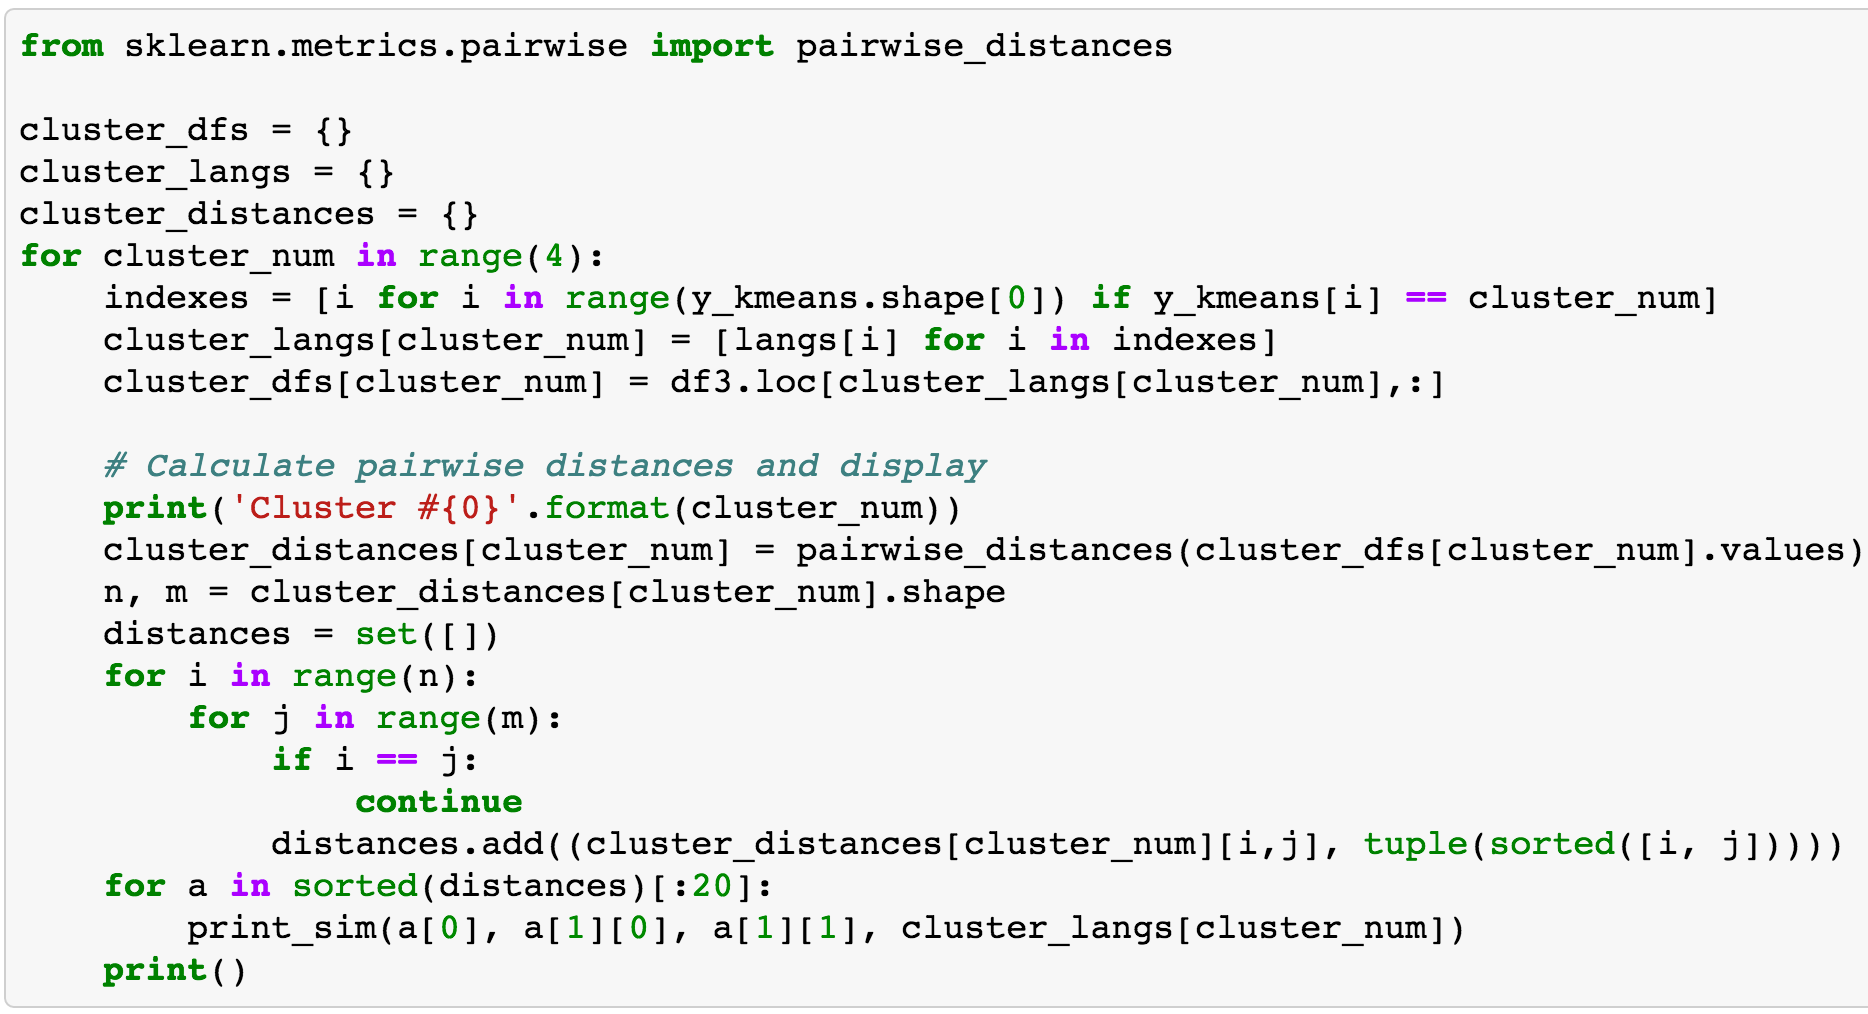 from sklearn.metrics.pairwise import pairwise_distances

cluster_dfs = {}
cluster_langs = {}
cluster_distances = {}
for cluster_num in range(4):
    indexes = [i for i in range(y_kmeans.shape[0]) if y_kmeans[i] == cluster_num]
    cluster_langs[cluster_num] = [langs[i] for i in indexes]
    cluster_dfs[cluster_num] = df3.loc[cluster_langs[cluster_num],:]

    # Calculate pairwise distances and display
    print('Cluster #{0}'.format(cluster_num))
    cluster_distances[cluster_num] = pairwise_distances(cluster_dfs[cluster_num].values)
    n, m = cluster_distances[cluster_num].shape
    distances = set([])
    for i in range(n):
        for j in range(m):
            if i == j:
                continue
            distances.add((cluster_distances[cluster_num][i,j], tuple(sorted([i, j]))))
    for a in sorted(distances)[:20]:
        print_sim(a[0], a[1][0], a[1][1], cluster_langs[cluster_num])
    print()